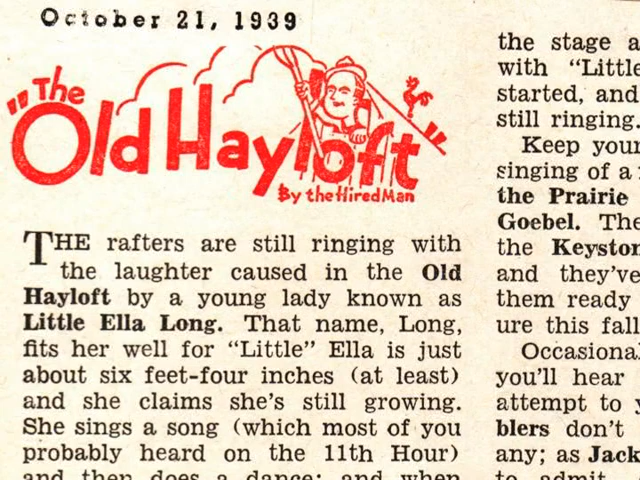 October 21, 1939
"The
Old Hayloft"
By the Hired Man
THE rafters are still ringing with
the laughter caused in the Old
Hayloft by a young lady known as
Little Ella Long. That name, Long,
fits her well for "Little" Ella is just
about six feet-four inches (at least)
and she claims she's still growing.
She sings a song (which most of you
probably heard on the 11th Hour)
and then does a dance; and when
the stage a
with "Little
started, and
still ringing.
Keep your
singing of a
the Prairie
Goebel. The
the Keyston
and they've
them ready
ure this fall
Occasional
you'll hear
attempt to
blers don't
any; as Jack
to admit